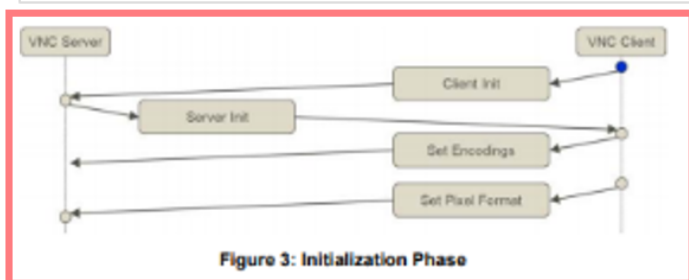 VNC Server
VNC Client
Client Init
Server Init
Set Encodings
Set Pixel Format
Figure 3: Initialization Phase